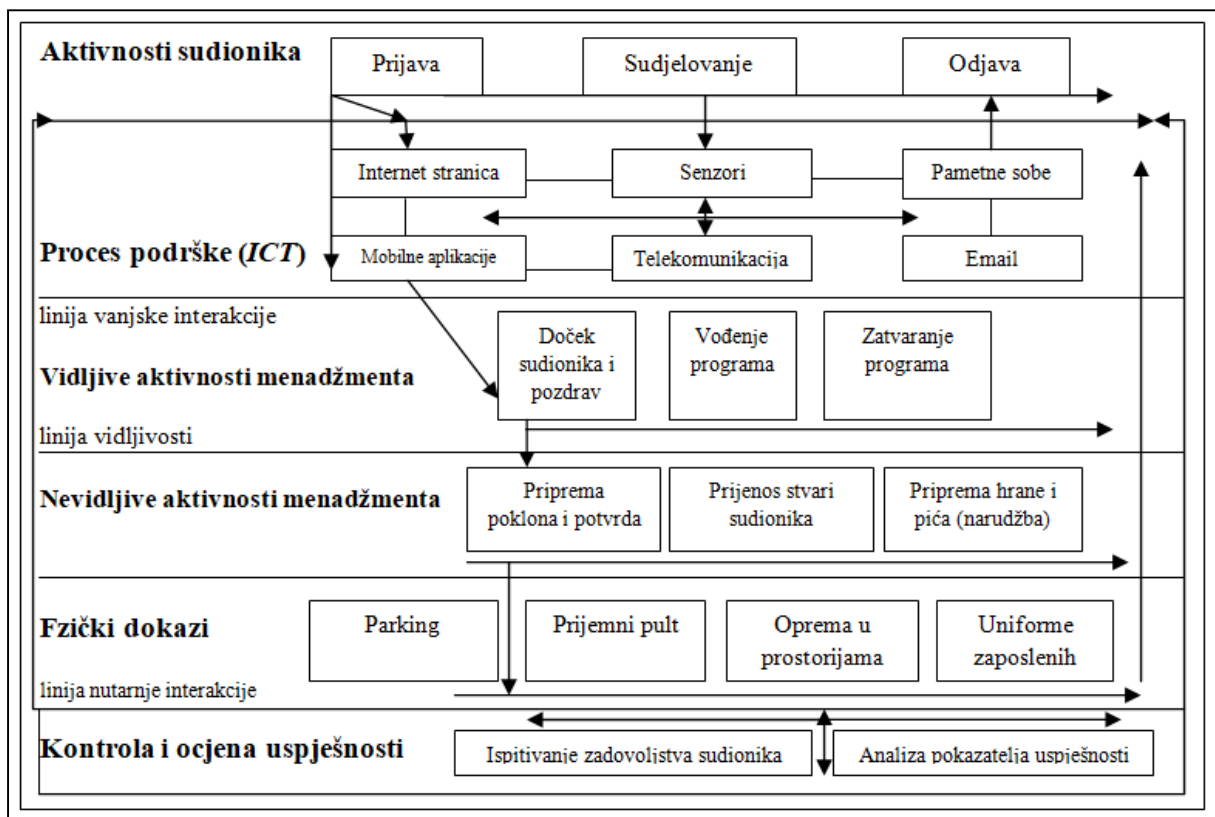 Aktivnosti sudionika
Prijava
Sudjelovanje
Odjava
Internet stranica
Senzori
Pametne sobe
Proces podrške (ICT)
Mobilne aplikacije
Telekomunikacija
Email
linija vanjske interakcije
Doček
sudionika i
pozdrav
Vođenje
programa
Zatvaranje
programa
Vidljive aktivnosti menadžmenta
linija vidljivosti
Nevidljive aktivnosti menadžmenta
Priprema
poklona i potvrda
Prijenos stvari
sudionika
Priprema hrane i
pića (narudžba)
Fzički dokazi
Parking
Prijemni pult
Oprema u
prostorijama
Uniforme
zaposlenih
linija nutarnje interakcije
Kontrola i ocjena uspješnosti
Ispitivanje zadovoljstva sudionika
Analiza pokazatelja uspješnosti